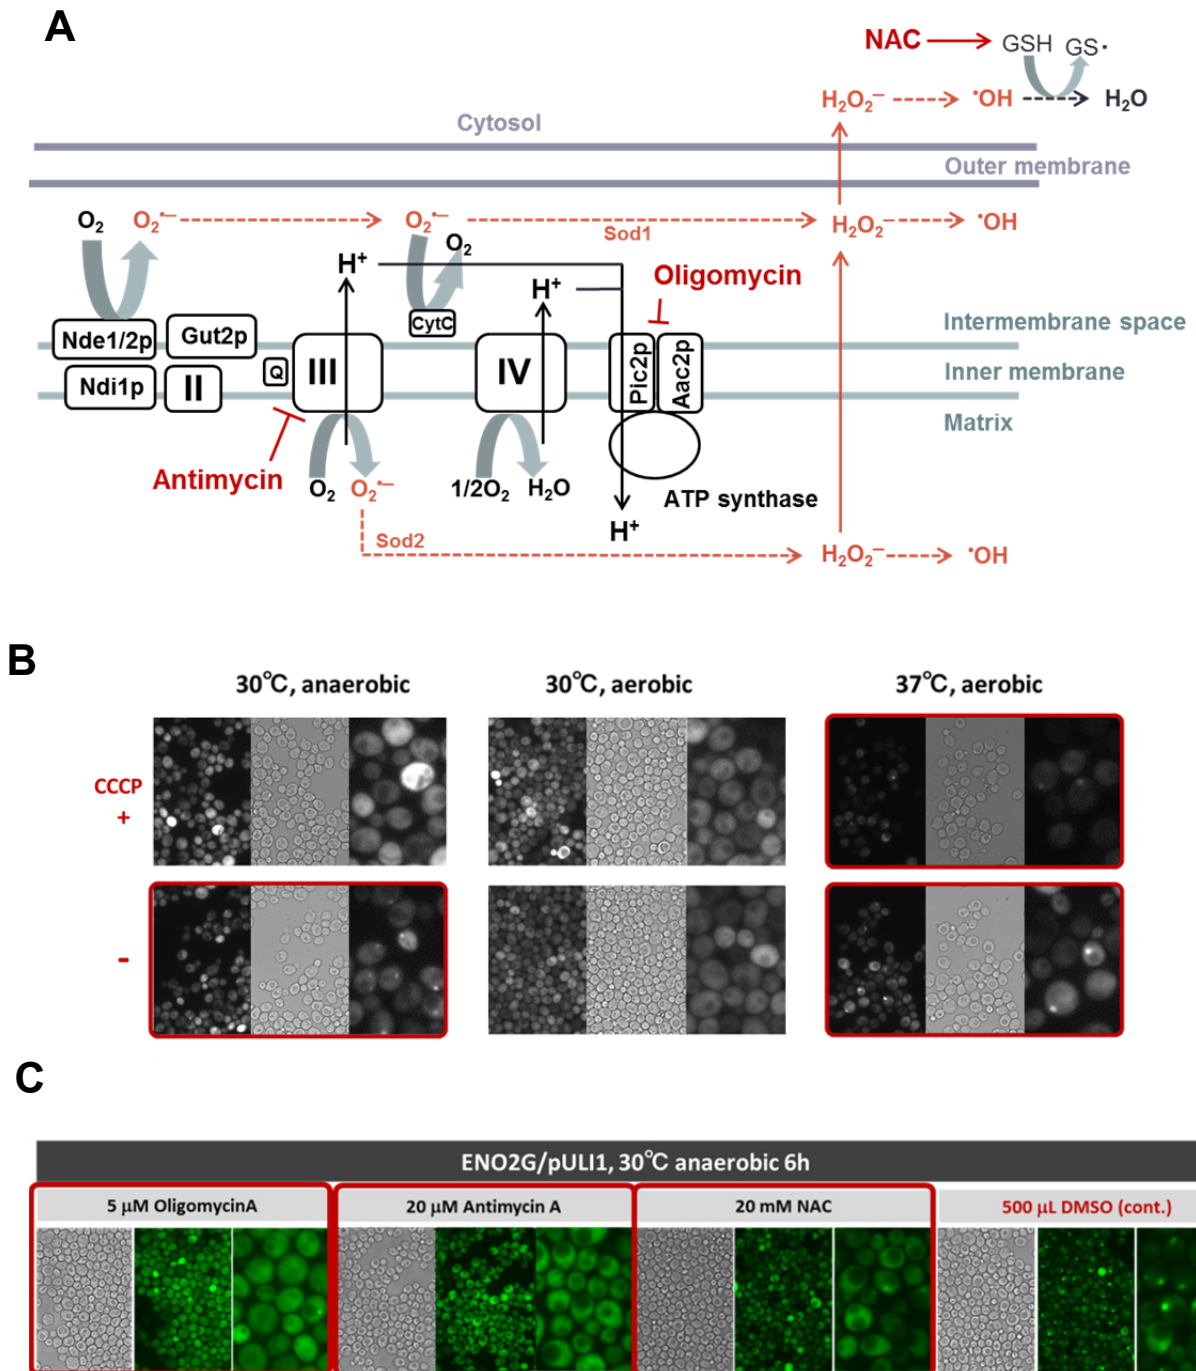 A
NAC
GSH
GS·
H₂O₂⁻
•OH
H₂O
Cytosol
Outer membrane
O₂
O₂•⁻
O₂•⁻
Sod1
H₂O₂⁻
•OH
O₂
H⁺
H⁺
Oligomycin
CytC
Nde1/2p
Gut2p
Intermembrane space
Q
III
IV
Pic2p
Aac2p
Inner membrane
Ndi1p
II
Matrix
Antimycin
O₂
O₂•⁻
1/2O₂
H₂O
ATP synthase
H⁺
Sod2
H₂O₂⁻
•OH
B
30℃, anaerobic
30℃, aerobic
37℃, aerobic
CCCP
+
-
C
ENO2G/pULI1, 30℃ anaerobic 6h
5 μM OligomycinA
20 μM Antimycin A
20 mM NAC
500 μL DMSO (cont.)